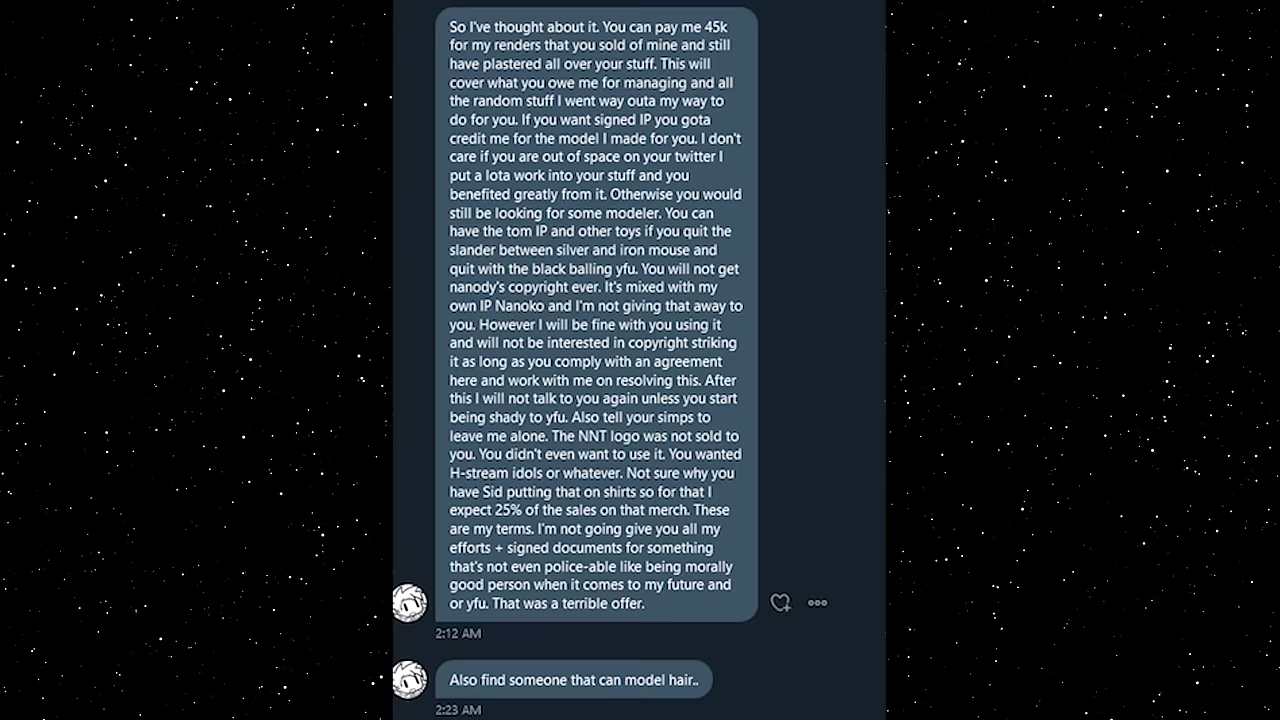 So I've thought about it. You can pay me 45k
for my renders that you sold of mine and still
have plastered all over your stuff. This will
cover what you owe me for managing and all
the random stuff I went way outa my way to
do for you. If you want signed IP you gota
credit me for the model I made for you. I don't
care if you are out of space on your twitter I
put a lota work into your stuff and you
benefited greatly from it. Otherwise you would
still be looking for some modeler. You can
have the tom IP and other toys if you quit the
slander between silver and iron mouse and
quit with the black balling yfu. You will not get
nanody's copyright ever. It's mixed with my
own IP Nanoko and I'm not giving that away to
you. However I will be fine with you using it
and will not be interested in copyright striking
it as long as you comply with an agreement
here and work with me on resolving this. After
this I will not talk to you again unless you start
being shady to yfu. Also tell your simps to
leave me alone. The NNT logo was not sold to
you. You didn't even want to use it. You wanted
H-stream idols or whatever. Not sure why you
have Sid putting that on shirts so for that I
expect 25% of the sales on that merch. These
are my terms. I'm not going give you all my
efforts + signed documents for something
that's not even police-able like being morally
good person when it comes to my future and
or yfu. That was a terrible offer.
2:12 AM
Also find someone that can model hair..
2:23 AM